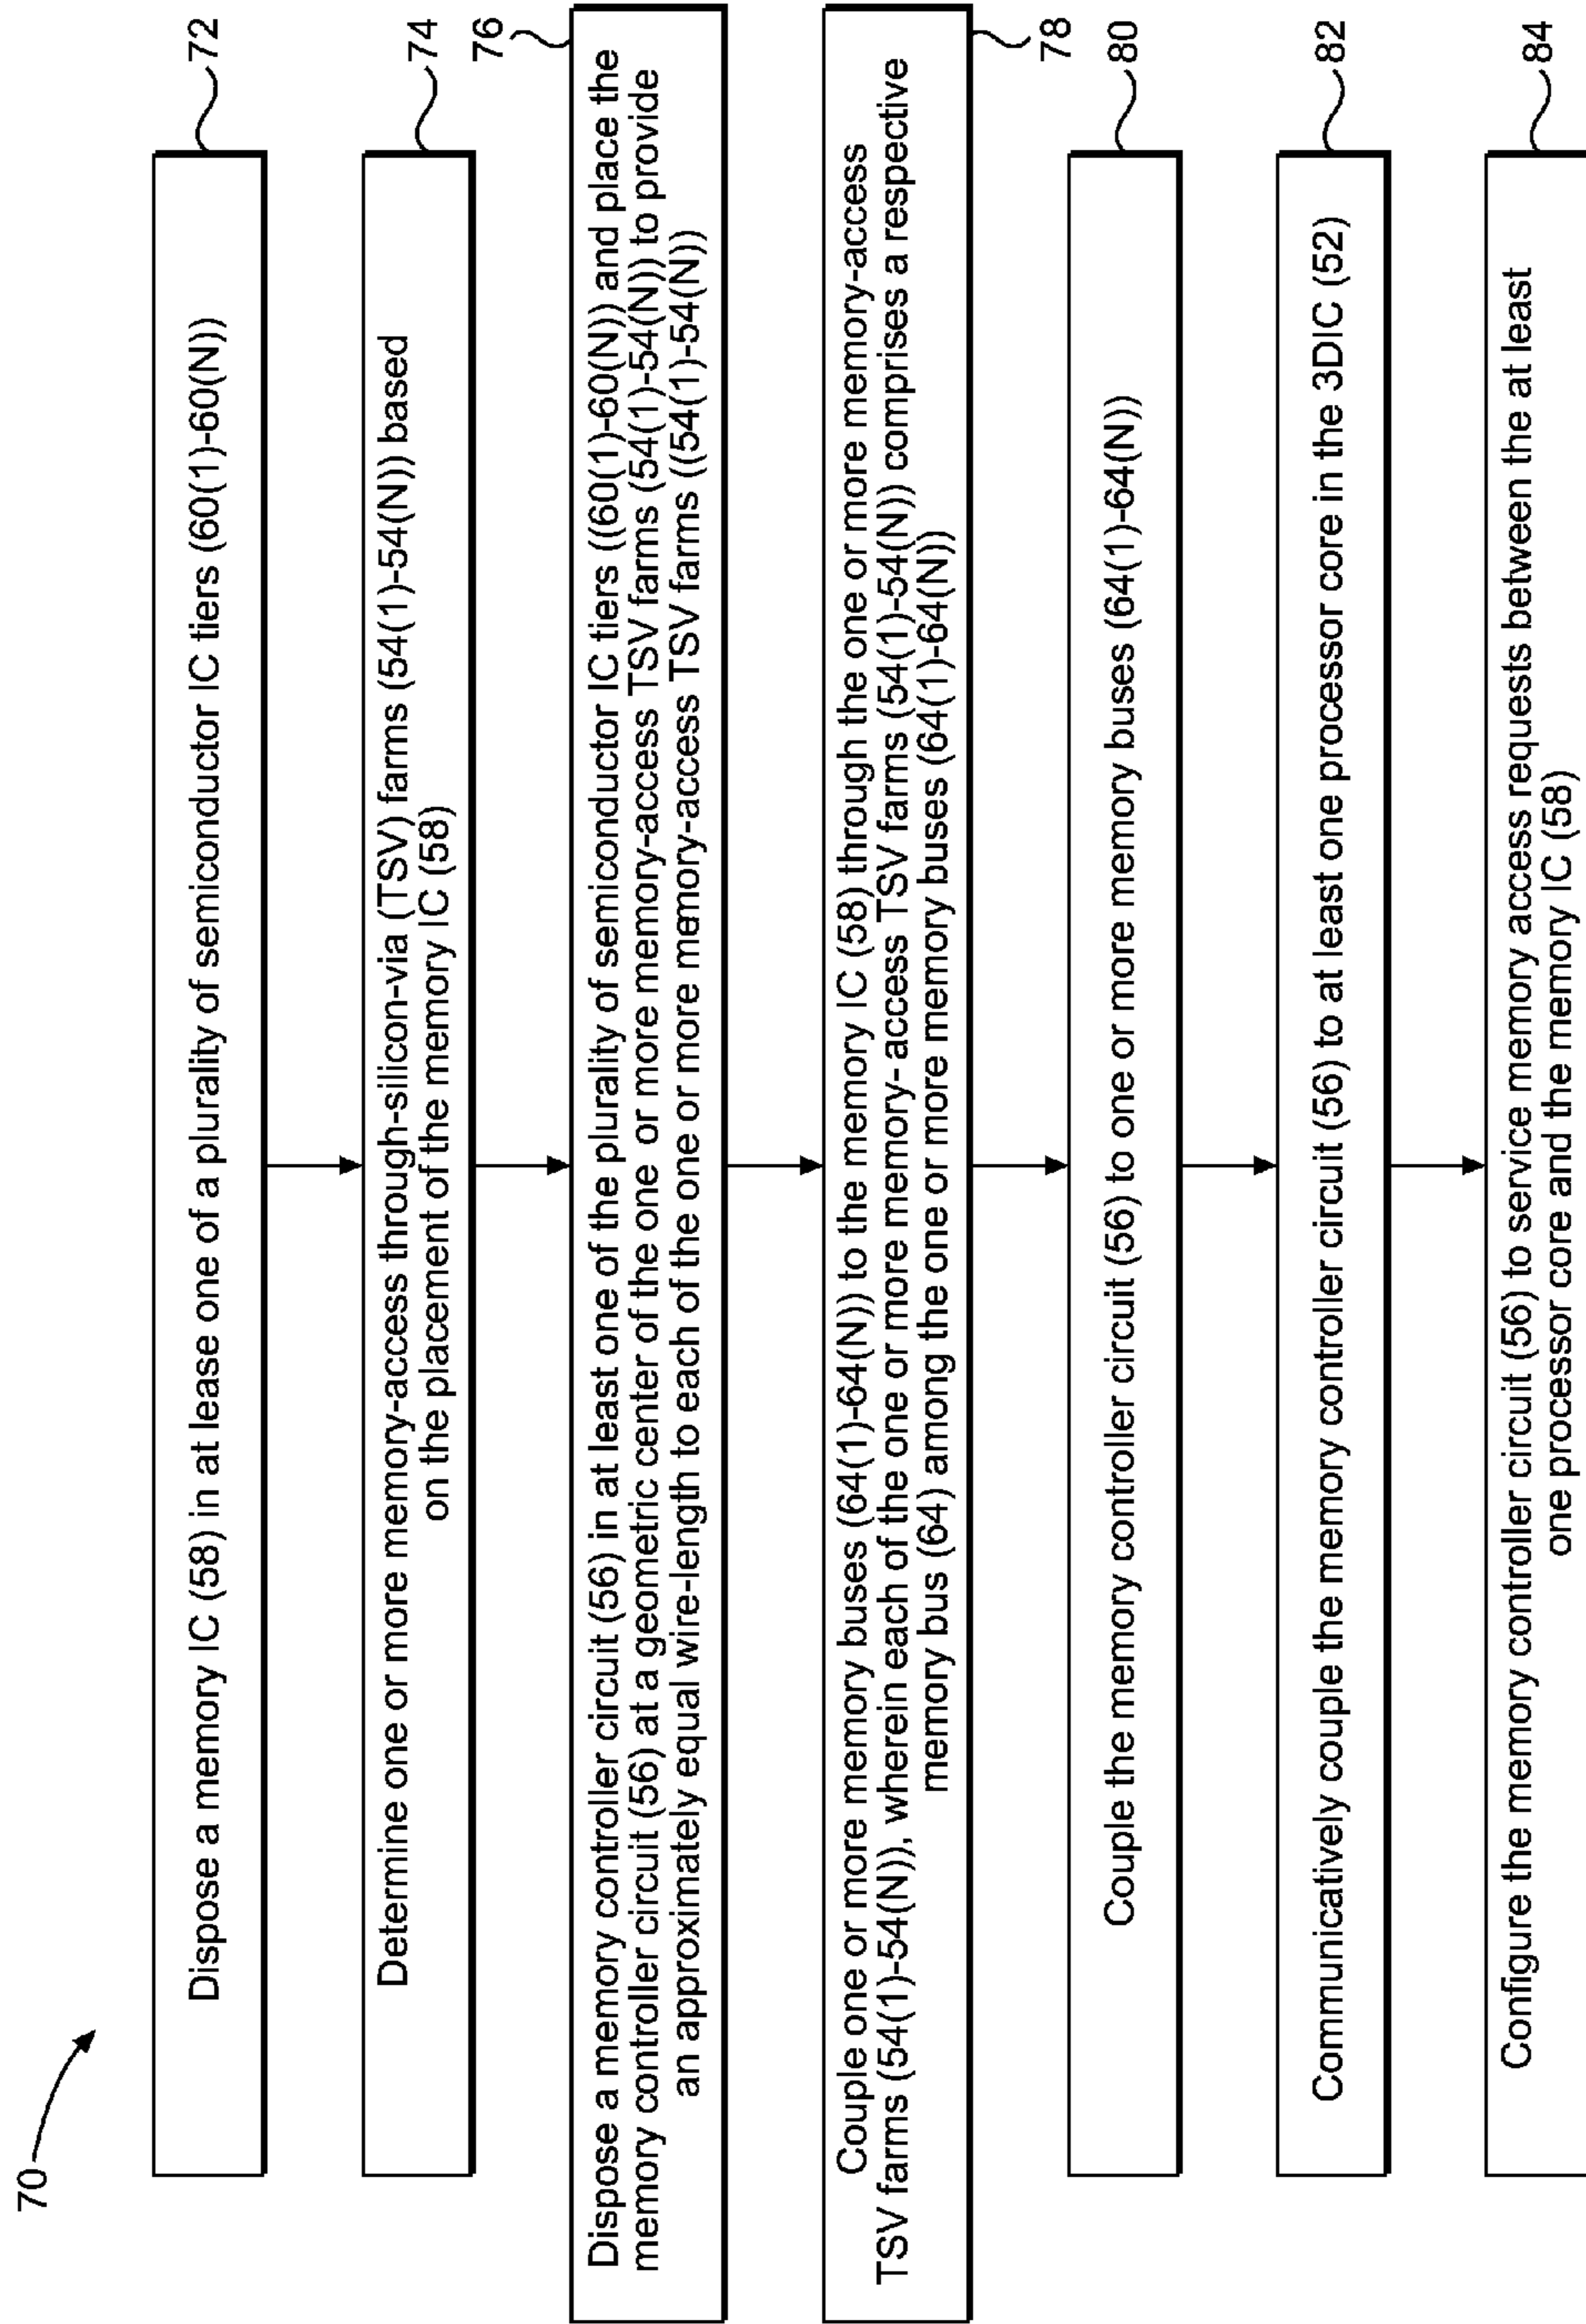 70
Dispose a memory IC (58) in at lease one of a plurality of semiconductor IC tiers (60(1)-60(N))
72
Determine one or more memory-access through-silicon-via (TSV) farms (54(1)-54(N)) based
on the placement of the memory IC (58)
74
Dispose a memory controller circuit (56) in at least one of the plurality of semiconductor IC tiers ((60(1)-60(N)) and place the
memory controller circuit (56) at a geometric center of the one or more memory-access TSV farms (54(1)-54(N)) to provide
an approximately equal wire-length to each of the one or more memory-access TSV farms ((54(1)-54(N))
76
Couple one or more memory buses (64(1)-64(N)) to the memory IC (58) through the one or more memory-access
TSV farms (54(1)-54(N)), wherein each of the one or more memory-access TSV farms (54(1)-54(N)) comprises a respective
memory bus (64) among the one or more memory buses (64(1)-64(N))
78
Couple the memory controller circuit (56) to one or more memory buses (64(1)-64(N))
80
Communicatively couple the memory controller circuit (56) to at least one processor core in the 3DIC (52)
82
Configure the memory controller circuit (56) to service memory access requests between the at least
one processor core and the memory IC (58)
84